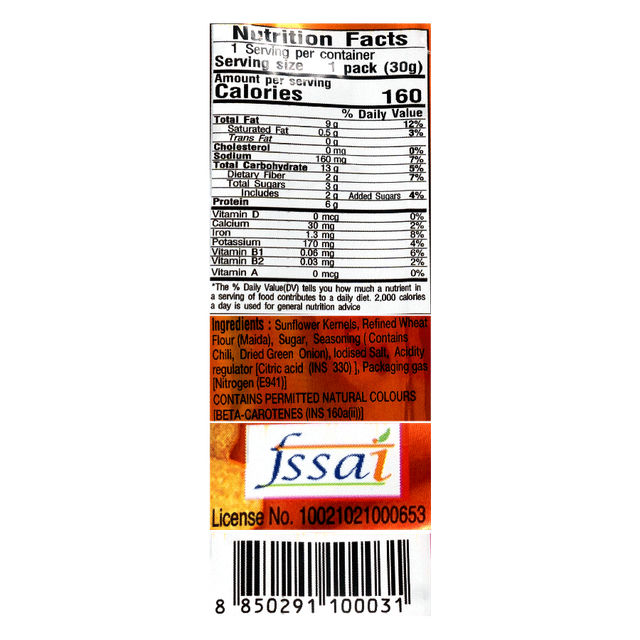 Nutrition Facts
1 Serving per container
Serving size 1 pack (30g)
Amount per serving
Calories 160
% Daily Value
Total Fat 9 g 12%
Saturated Fat 0.5 g 3%
Trans Fat 0 g
Cholesterol 0 mg 0%
Sodium 160 mg 7%
Total Carbohydrate 13 g 5%
Dietary Fiber 2 g 7%
Total Sugars 3 g
Includes 2 g Added Sugars 4%
Protein 6 g
Vitamin D 0 mcg 0%
Calcium 30 mg 2%
Iron 1.3 mg 8%
Potassium 170 mg 4%
Vitamin B1 0.06 mg 6%
Vitamin B2 0.03 mg 2%
Vitamin A 0 mcg 0%
*The % Daily Value(DV) tells you how much a nutrient in
a serving of food contributes to a daily diet. 2,000 calories
a day is used for general nutrition advice
Ingredients : Sunflower Kernels, Refined Wheat
Flour (Maida), Sugar, Seasoning ( Contains
Chili, Dried Green Onion), Iodised Salt, Acidity
regulator [Citric acid (INS 330) ], Packaging gas
[Nitrogen (E941)]
CONTAINS PERMITTED NATURAL COLOURS
[BETA-CAROTENES (INS 160a(ii))]
fssai
License No. 10021021000653
8 850291 100031